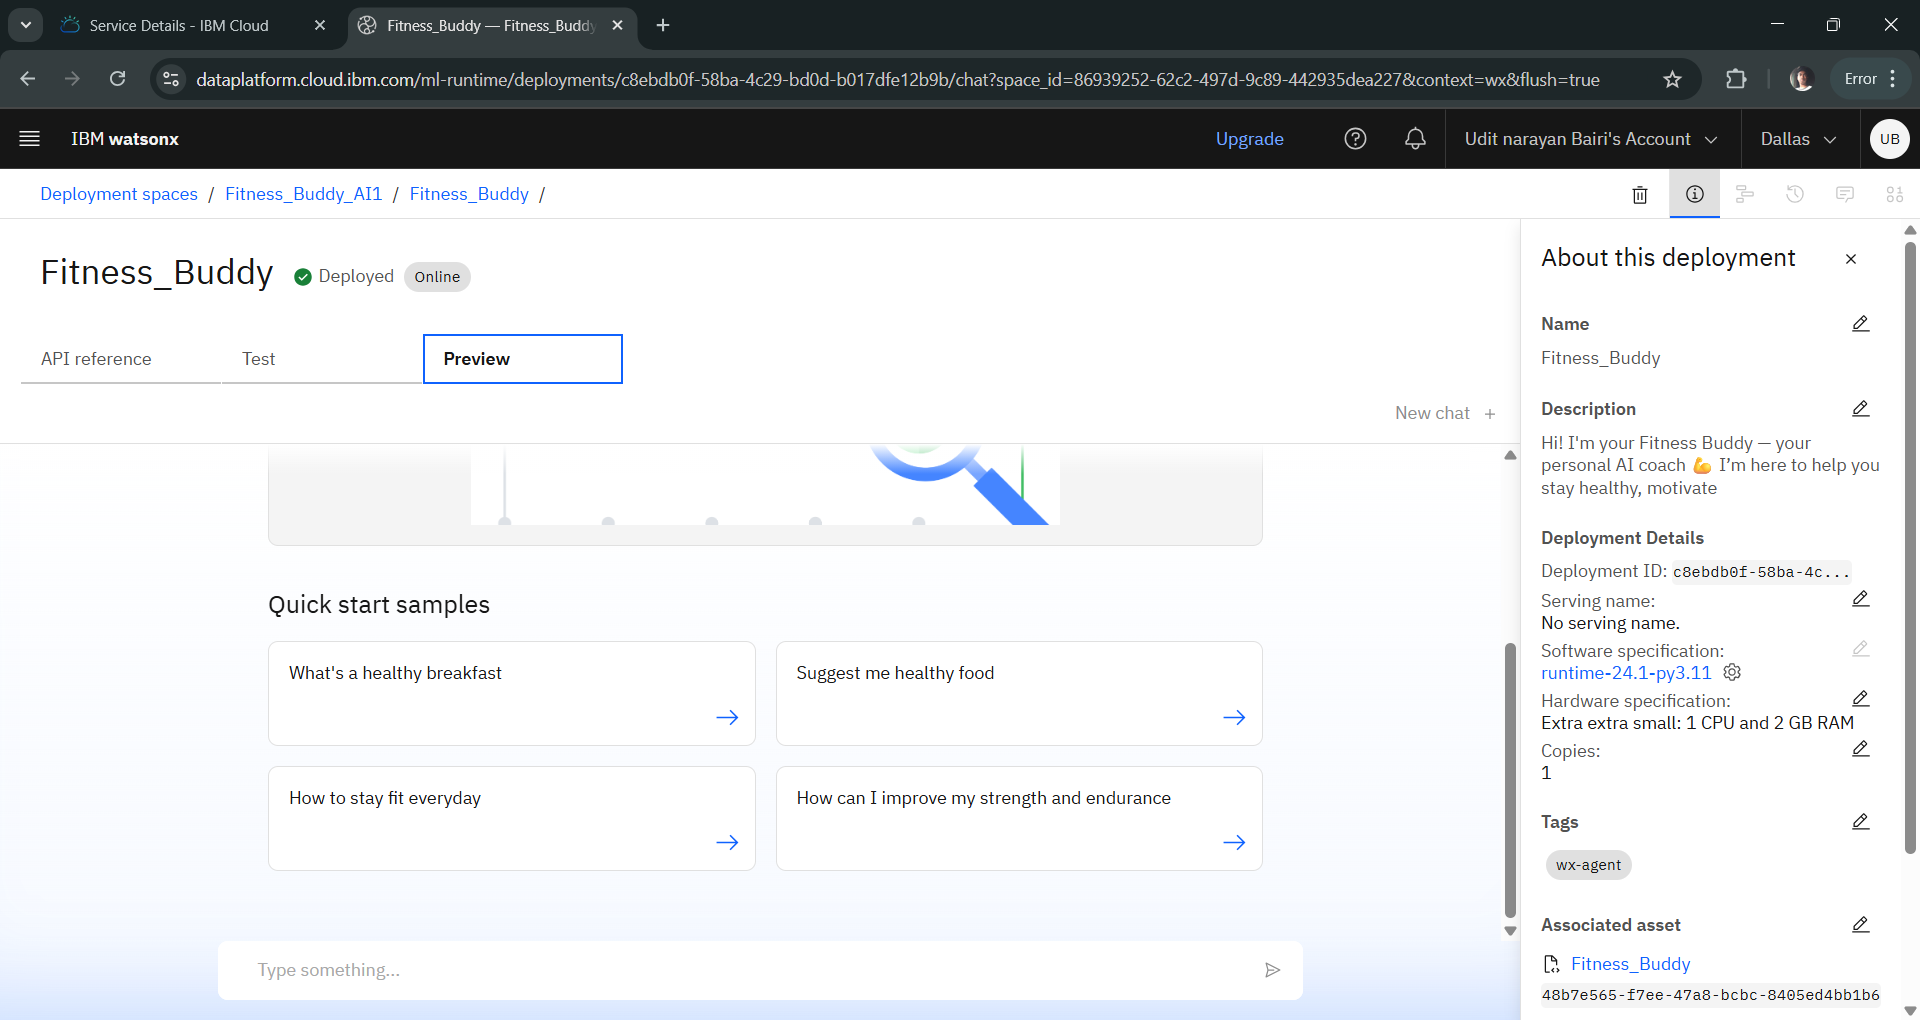 Service Details - IBM Cloud
Fitness_Buddy — Fitness_Buddy
dataplatform.cloud.ibm.com/ml-runtime/deployments/c8ebdb0f-58ba-4c29-bd0d-b017dfe12b9b/chat?space_id=86939252-62c2-497d-9c89-442935dea227&context=wx&flush=true
Error
IBM watsonx
Upgrade
Udit narayan Bairi's Account
Dallas
UB
Deployment spaces / Fitness_Buddy_AI1 / Fitness_Buddy /
Fitness_Buddy
Deployed
Online
API reference
Test
Preview
New chat +
Quick start samples
What's a healthy breakfast
Suggest me healthy food
How to stay fit everyday
How can I improve my strength and endurance
Type something...
About this deployment
Name
Fitness_Buddy
Description
Hi! I'm your Fitness Buddy — your
personal AI coach 💪 I’m here to help you
stay healthy, motivate
Deployment Details
Deployment ID: c8ebdb0f-58ba-4c...
Serving name:
No serving name.
Software specification:
runtime-24.1-py3.11
Hardware specification:
Extra extra small: 1 CPU and 2 GB RAM
Copies:
1
Tags
wx-agent
Associated asset
Fitness_Buddy
48b7e565-f7ee-47a8-bcbc-8405ed4bb1b6